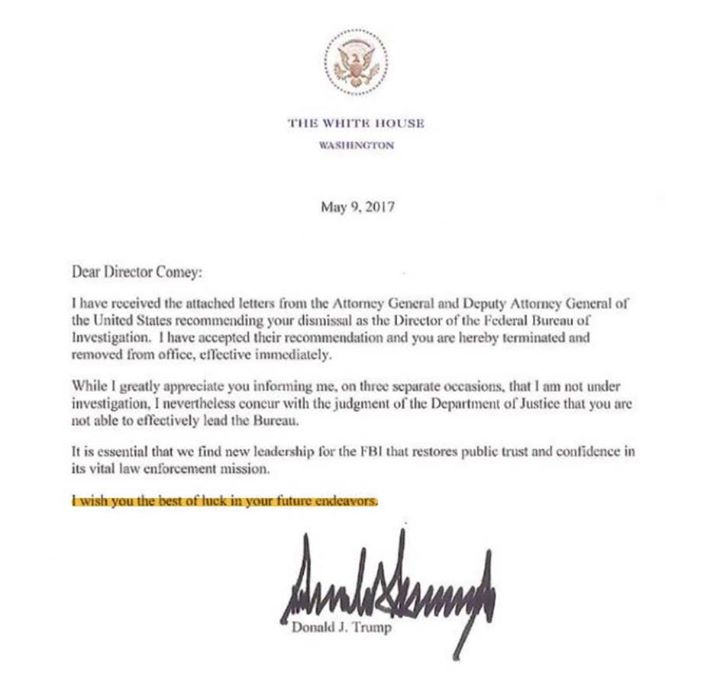 THE WHITE HOUSE
WASHINGTON
May 9, 2017
Dear Director Comey:
I have received the attached letters from the Attorney General and Deputy Attorney General of
the United States recommending your dismissal as the Director of the Federal Bureau of
Investigation. I have accepted their recommendation and you are hereby terminated and
removed from office, effective immediately.
While I greatly appreciate you informing me, on three separate occasions, that I am not under
investigation, I nevertheless concur with the judgment of the Department of Justice that you are
not able to effectively lead the Bureau.
It is essential that we find new leadership for the FBI that restores public trust and confidence in
its vital law enforcement mission.
I wish you the best of luck in your future endeavors.
Donald J. Trump